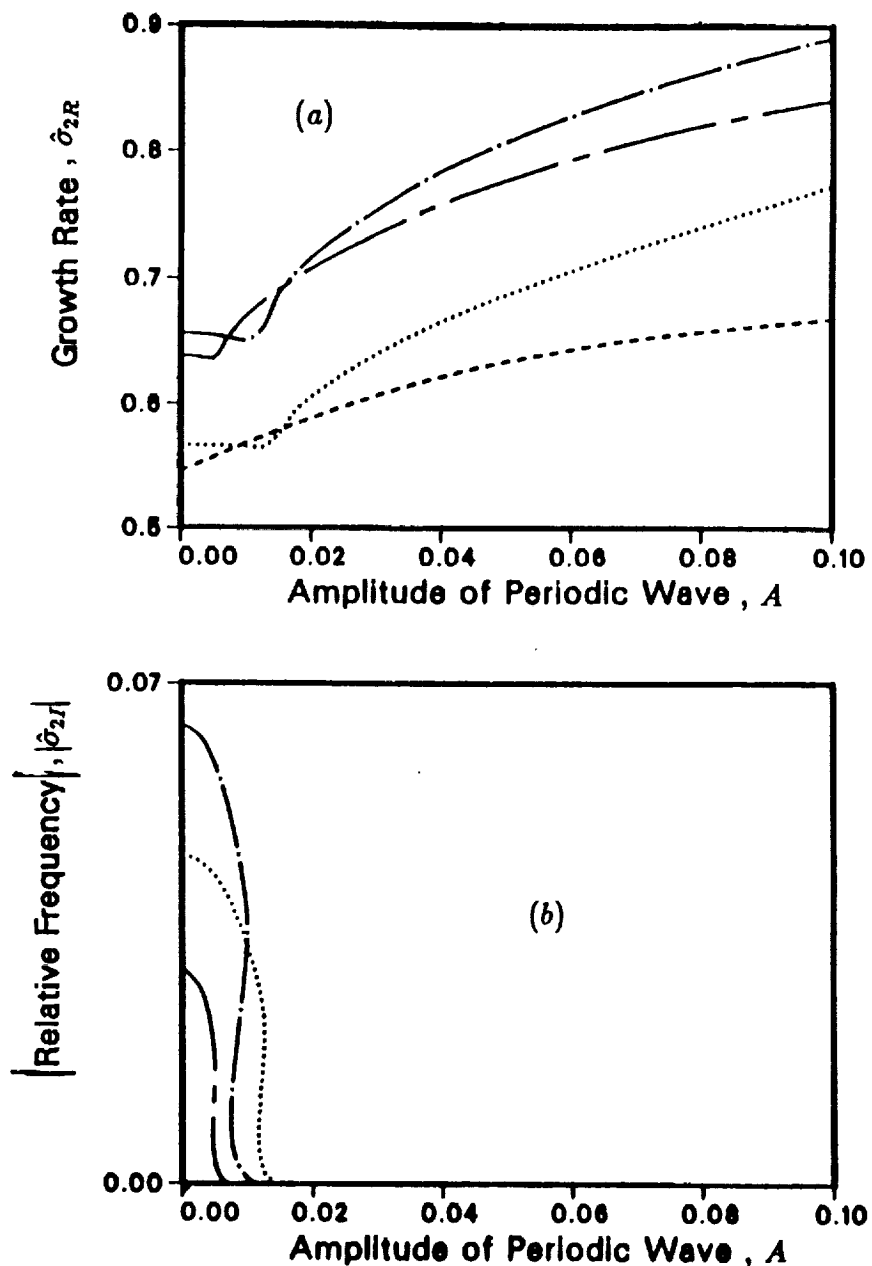 0.9
0.8
0.7
0.6
0.5
Growth Rate , σ̂2R
(a)
0.00 0.02 0.04 0.06 0.08 0.10
Amplitude of Periodic Wave , A
0.07
0.00
|Relative Frequency|, |σ̂2I|
(b)
0.00 0.02 0.04 0.06 0.08 0.10
Amplitude of Periodic Wave , A